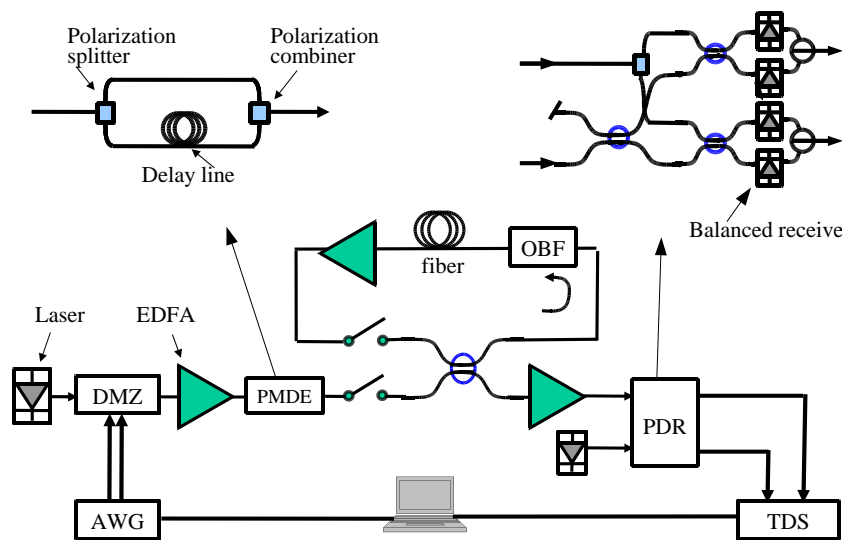 Polarization
splitter
Polarization
combiner
Delay line
Balanced receive
OBF
fiber
Laser
EDFA
DMZ
PMDE
PDR
AWG
TDS